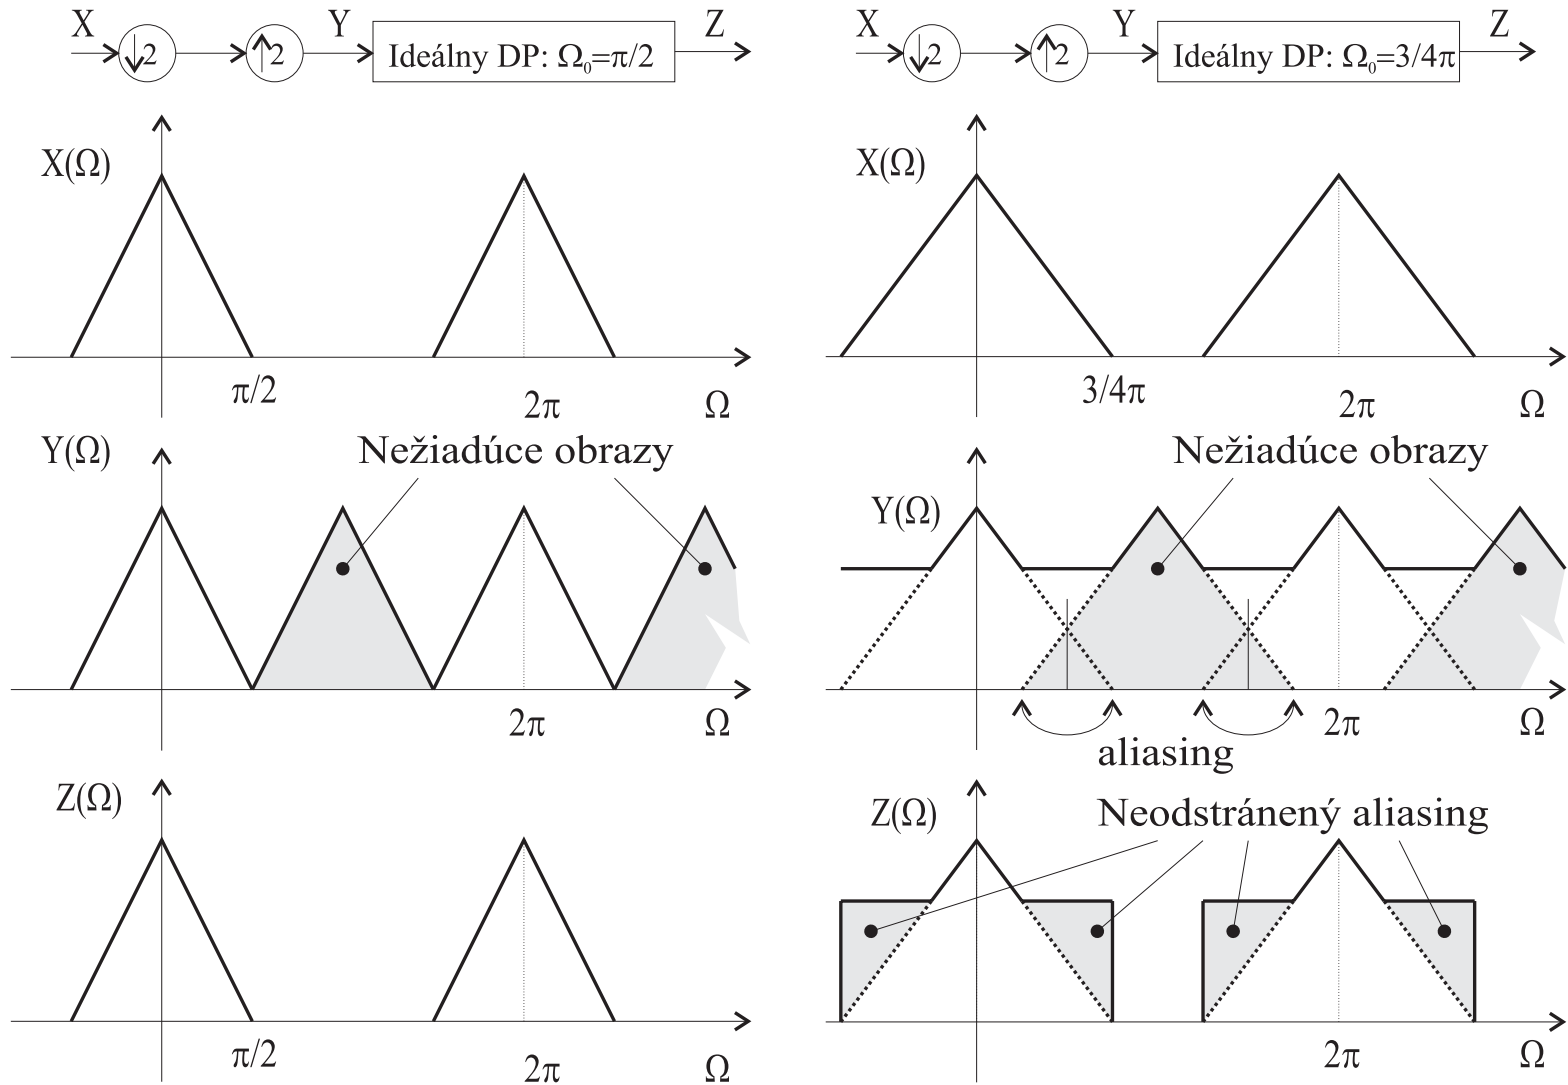 X
↓2
↑2
Y
Ideálny DP: Ω₀=π/2
Z
X(Ω)
π/2
2π
Ω
Y(Ω)
Nežiadúce obrazy
2π
Ω
Z(Ω)
π/2
2π
Ω
X
↓2
↑2
Y
Ideálny DP: Ω₀=3/4π
Z
X(Ω)
3/4π
2π
Ω
Nežiadúce obrazy
Y(Ω)
2π
Ω
aliasing
Z(Ω)
Neodstránený aliasing
2π
Ω